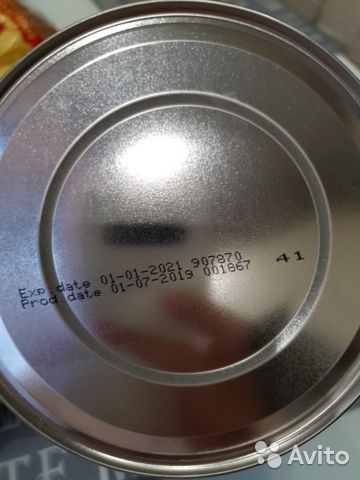 Exp.date 01-01-2021 907870 41
Prod.date 01-07-2019 001867
Avito